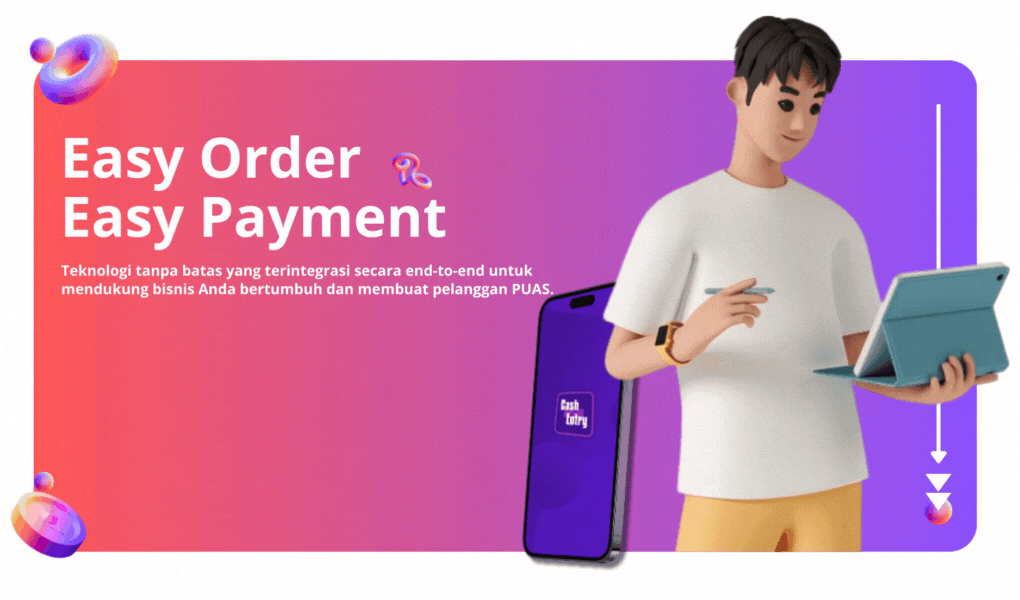 Easy Order
Easy Payment
Teknologi tanpa batas yang terintegrasi secara end-to-end untuk
mendukung bisnis Anda bertumbuh dan membuat pelanggan PUAS.
Cash
Entry